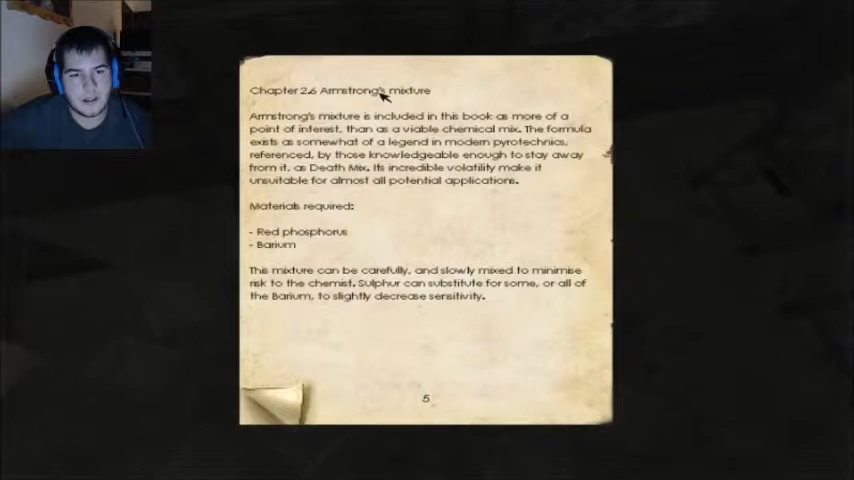 Chapter 2.6 Armstrong's mixture
Armstrong's mixture is included in this book as more of a
point of interest, than as a viable chemical mix. The formula
exists as somewhat of a legend in modern pyrotechnics,
referenced, by those knowledgeable enough to stay away
from it, as Death Mix. Its incredible volatility make it
unsuitable for almost all potential applications.
Materials required:
- Red phosphorus
- Barium
This mixture can be carefully, and slowly mixed to minimise
risk to the chemist. Sulphur can substitute for some, or all of
the Barium, to slightly decrease sensitivity.
5